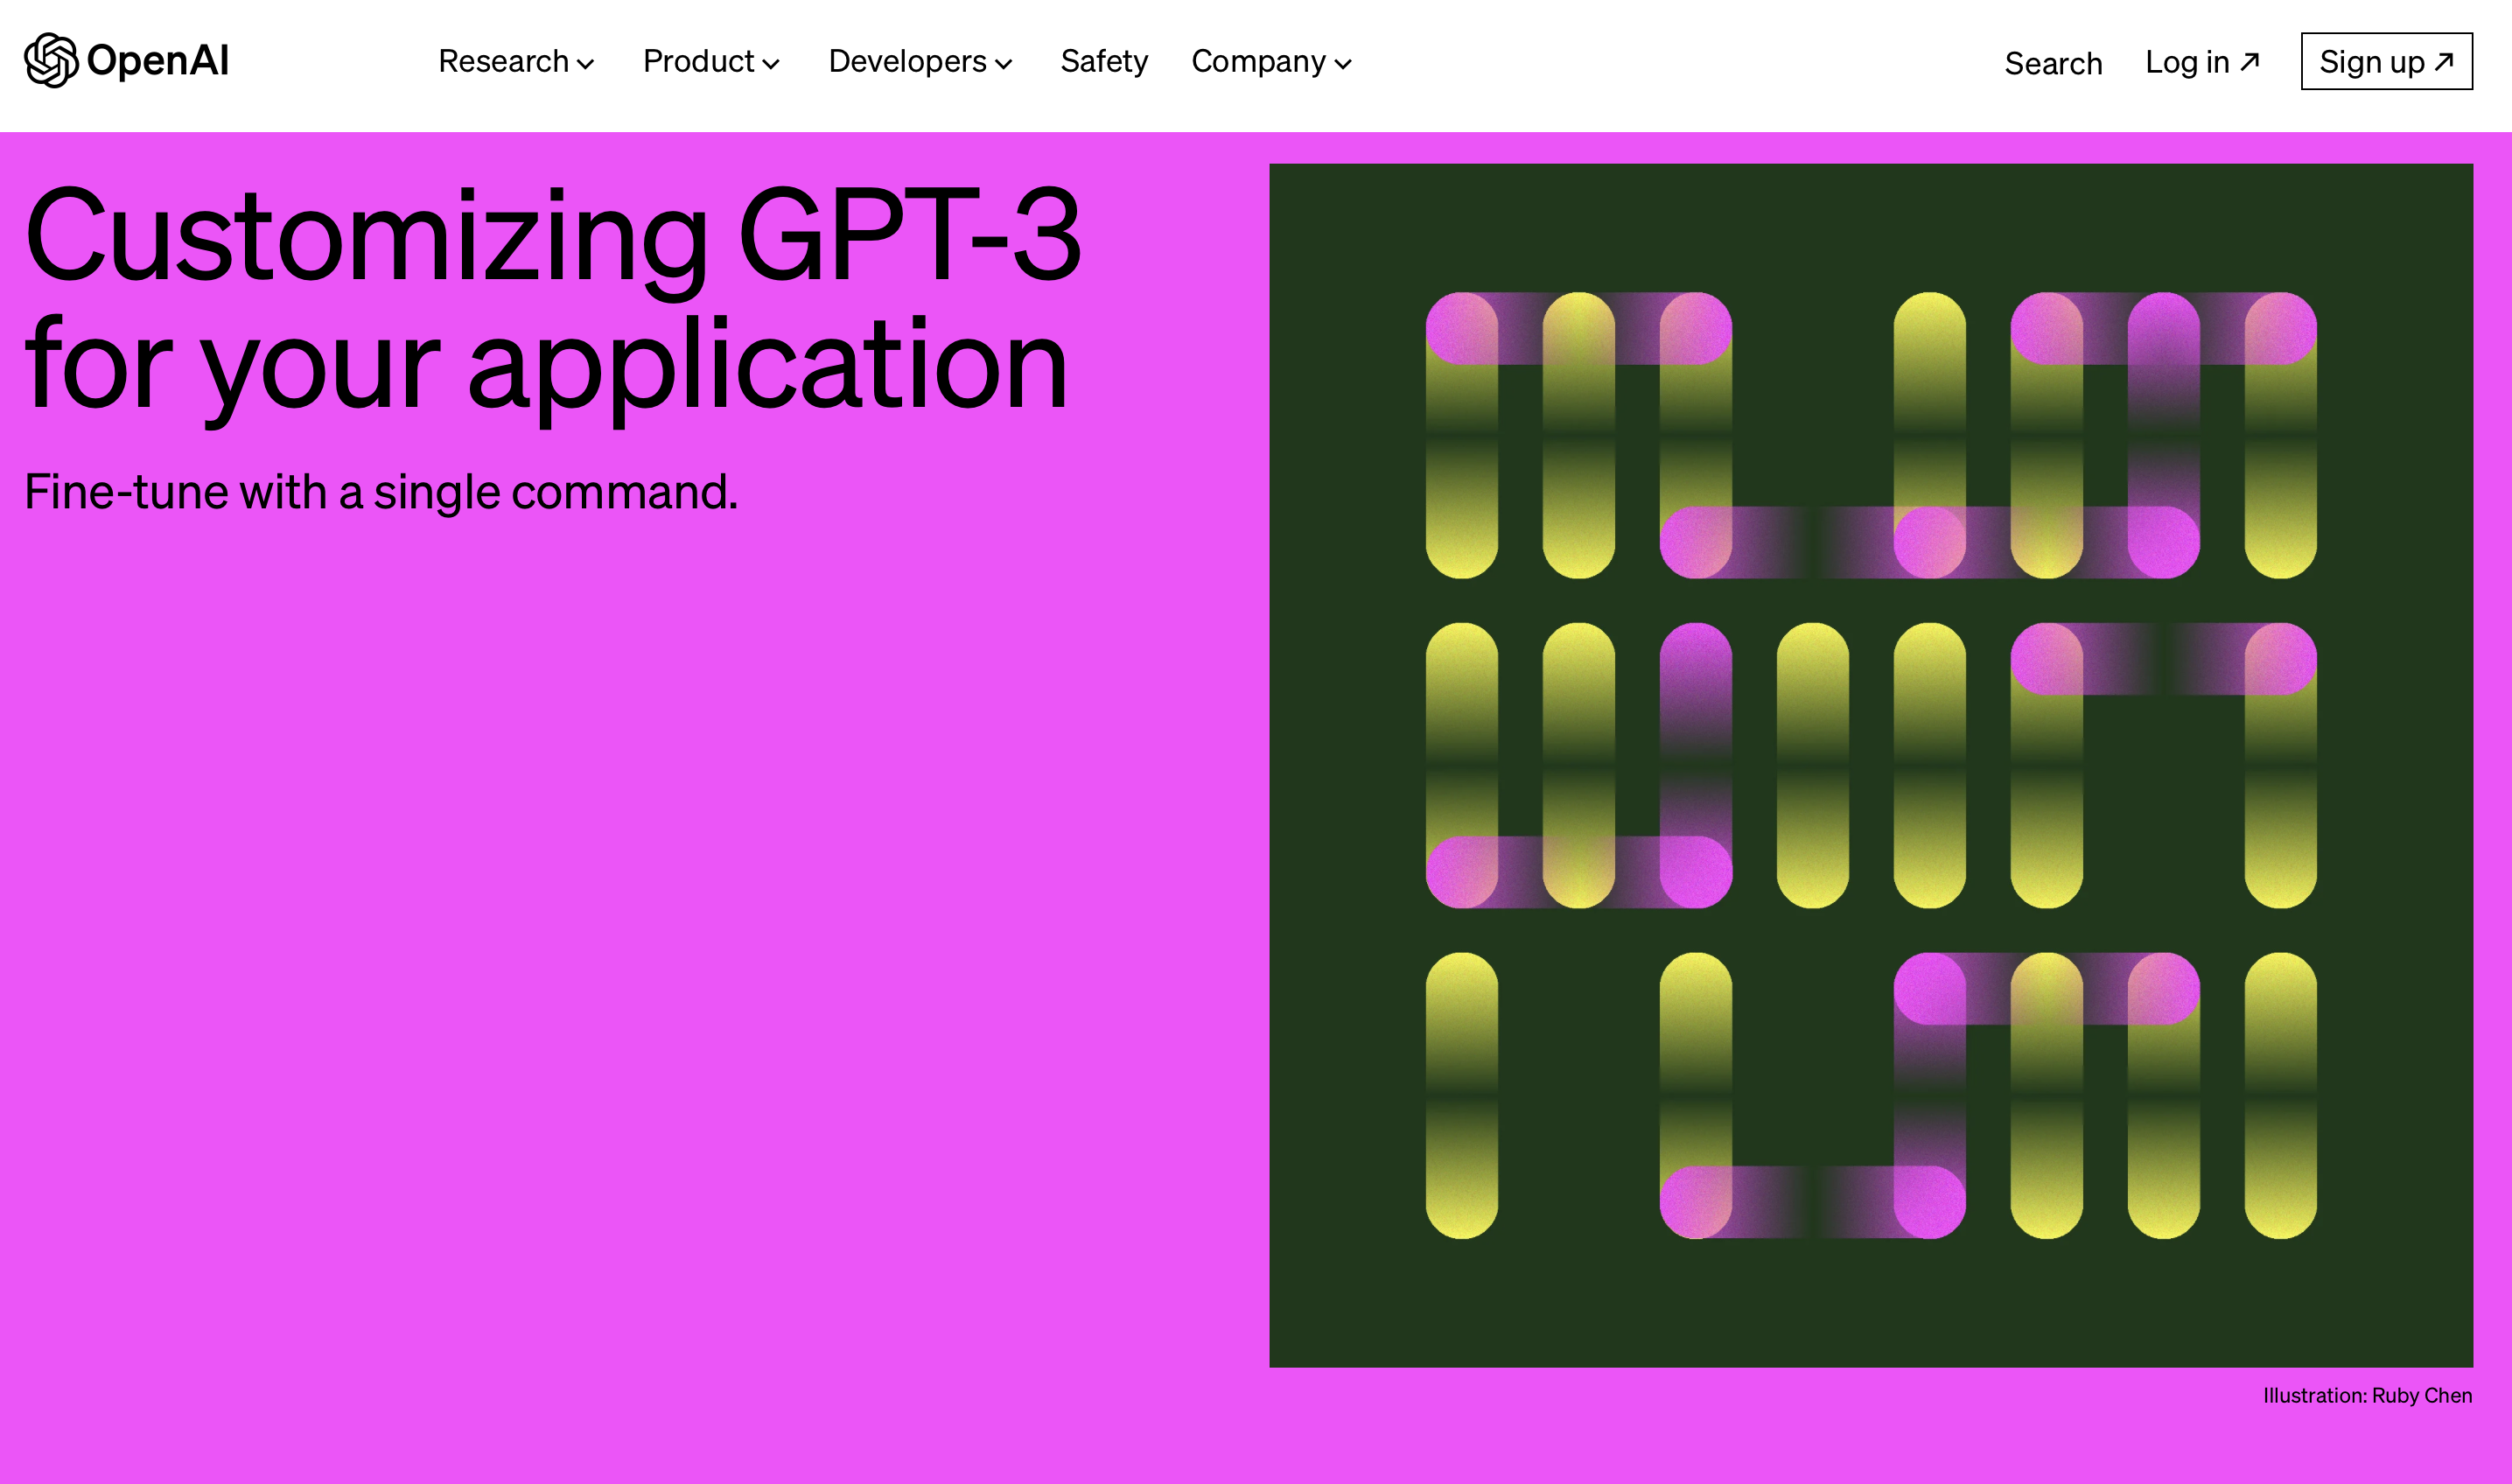 OpenAI
Research
Product
Developers
Safety
Company
Search
Log in ↗
Sign up ↗
Customizing GPT-3
for your application
Fine-tune with a single command.
Illustration: Ruby Chen